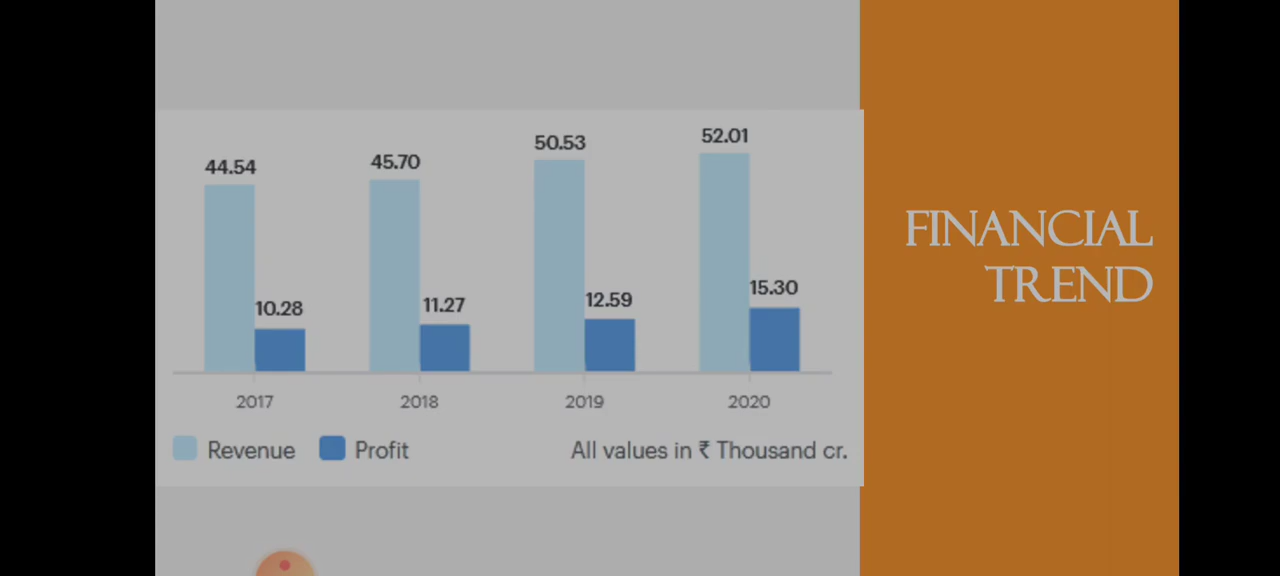 52.01
50.53
45.70
44.54
FINANCIAL
TREND
15.30
12.59
11.27
10.28
2017 2018 2019 2020
Revenue Profit All values in ₹ Thousand cr.